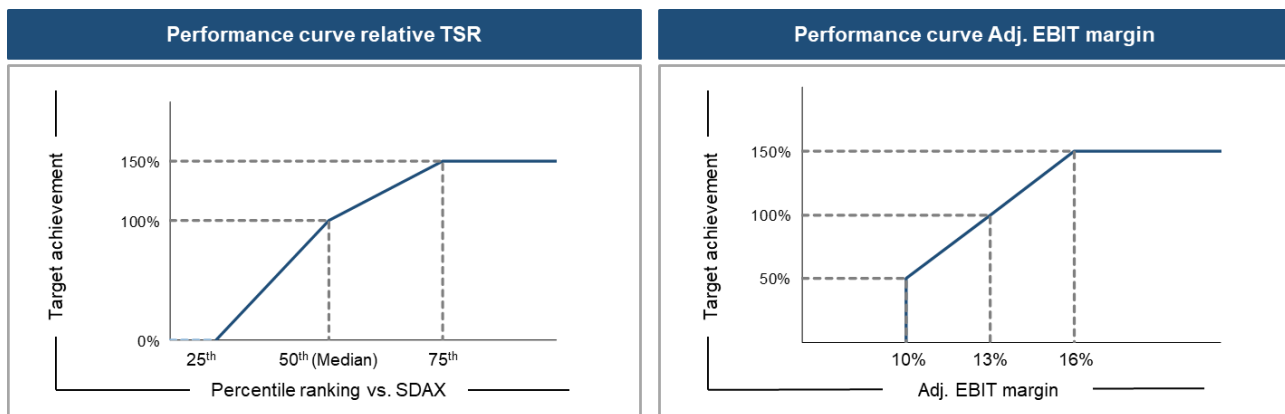 Performance curve relative TSR
Target achievement
150%
100%
0%
25th
50th (Median)
75th
Percentile ranking vs. SDAX
Performance curve Adj. EBIT margin
Target achievement
150%
100%
50%
10%
13%
16%
Adj. EBIT margin